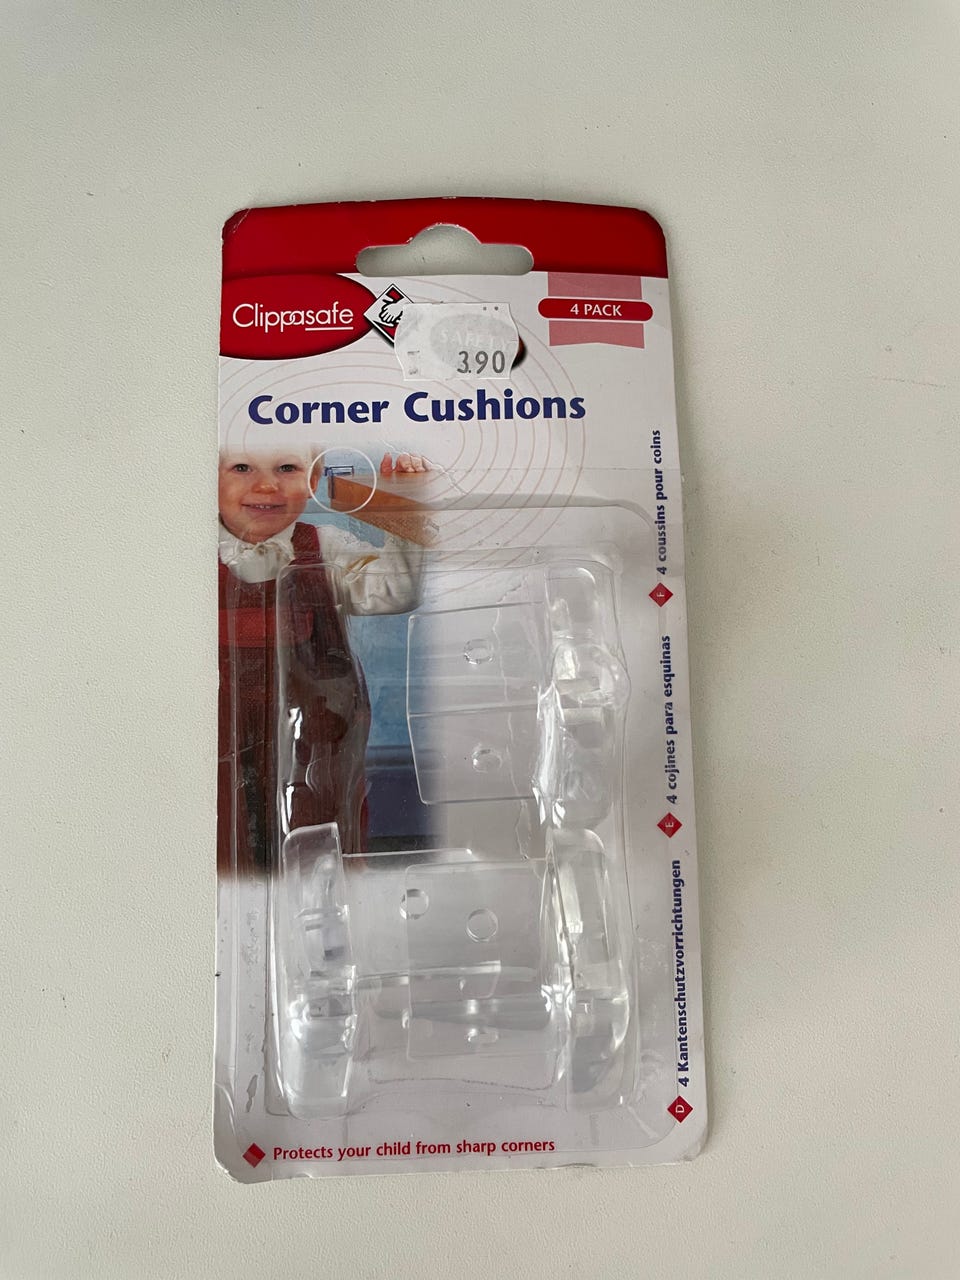 Clippasafe
4 PACK
SAFETY
3.90
Corner Cushions
F 4 coussins pour coins
E 4 cojines para esquinas
D 4 Kantenschutzvorrichtungen
Protects your child from sharp corners